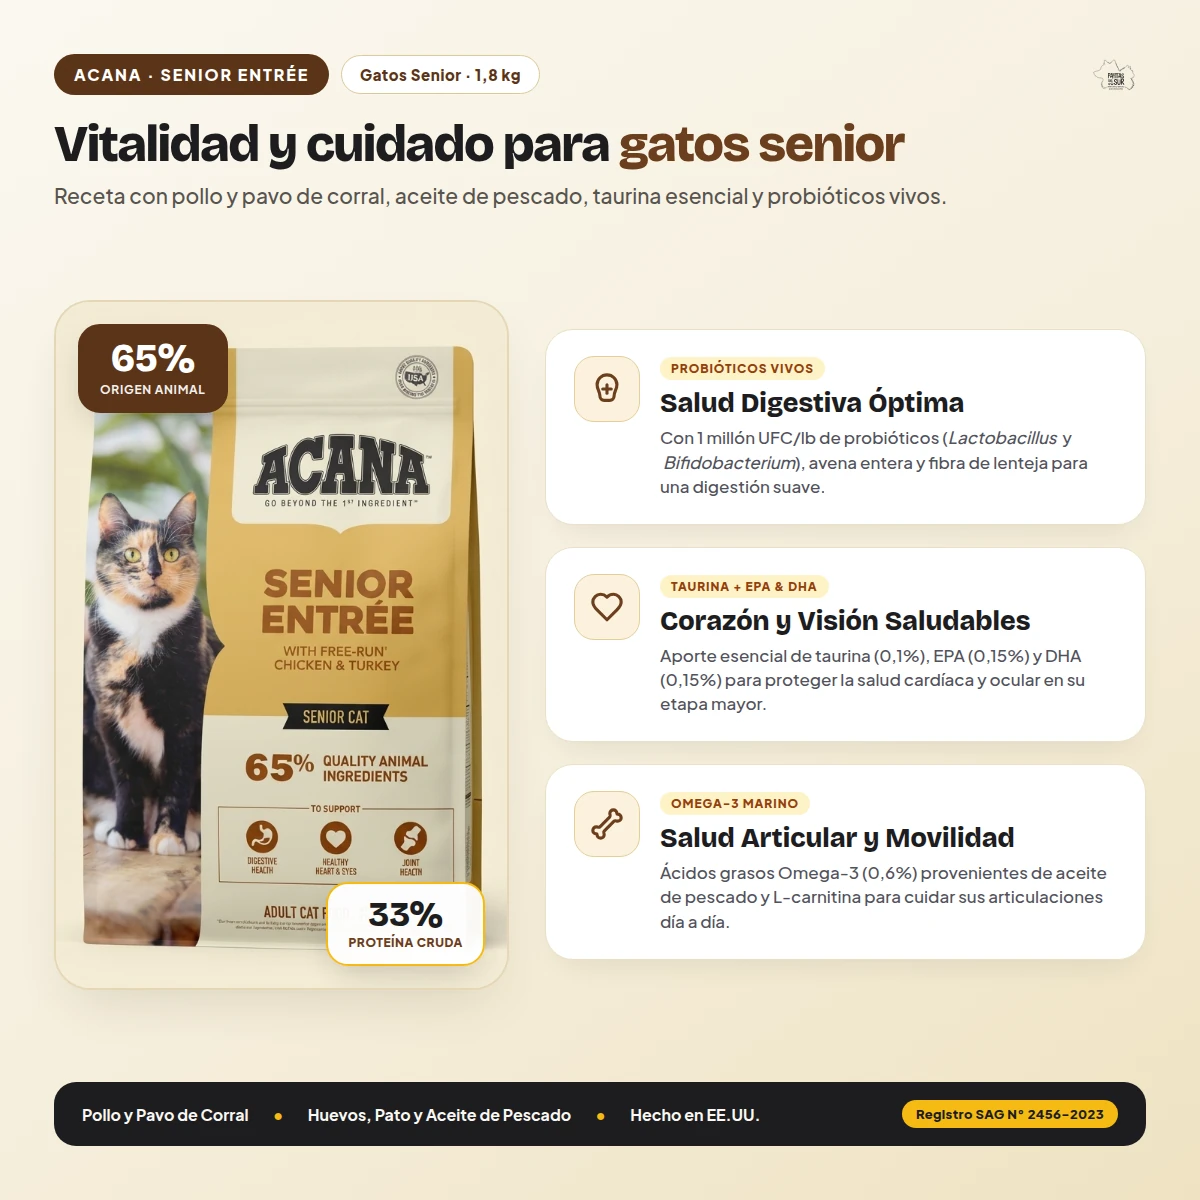 ACANA · SENIOR ENTRÉE
Gatos Senior · 1,8 kg
PATITAS
DEL SUR
Vitalidad y cuidado para gatos senior
Receta con pollo y pavo de corral, aceite de pescado, taurina esencial y probióticos vivos.
65%
ORIGEN ANIMAL
USA
ACANA™
GO BEYOND THE 1ST INGREDIENT™
SENIOR
ENTRÉE
WITH FREE-RUN*
CHICKEN & TURKEY
SENIOR CAT
65% QUALITY ANIMAL
INGREDIENTS
TO SUPPORT
DIGESTIVE
HEALTH
HEALTHY
HEART & EYES
JOINT
HEALTH
ADULT CAT
33%
PROTEÍNA CRUDA
PROBIÓTICOS VIVOS
Salud Digestiva Óptima
Con 1 millón UFC/lb de probióticos (Lactobacillus y
Bifidobacterium), avena entera y fibra de lenteja para
una digestión suave.
TAURINA + EPA & DHA
Corazón y Visión Saludables
Aporte esencial de taurina (0,1%), EPA (0,15%) y DHA
(0,15%) para proteger la salud cardíaca y ocular en su
etapa mayor.
OMEGA-3 MARINO
Salud Articular y Movilidad
Ácidos grasos Omega-3 (0,6%) provenientes de aceite
de pescado y L-carnitina para cuidar sus articulaciones
día a día.
Pollo y Pavo de Corral ● Huevos, Pato y Aceite de Pescado ● Hecho en EE.UU.
Registro SAG N° 2456-2023